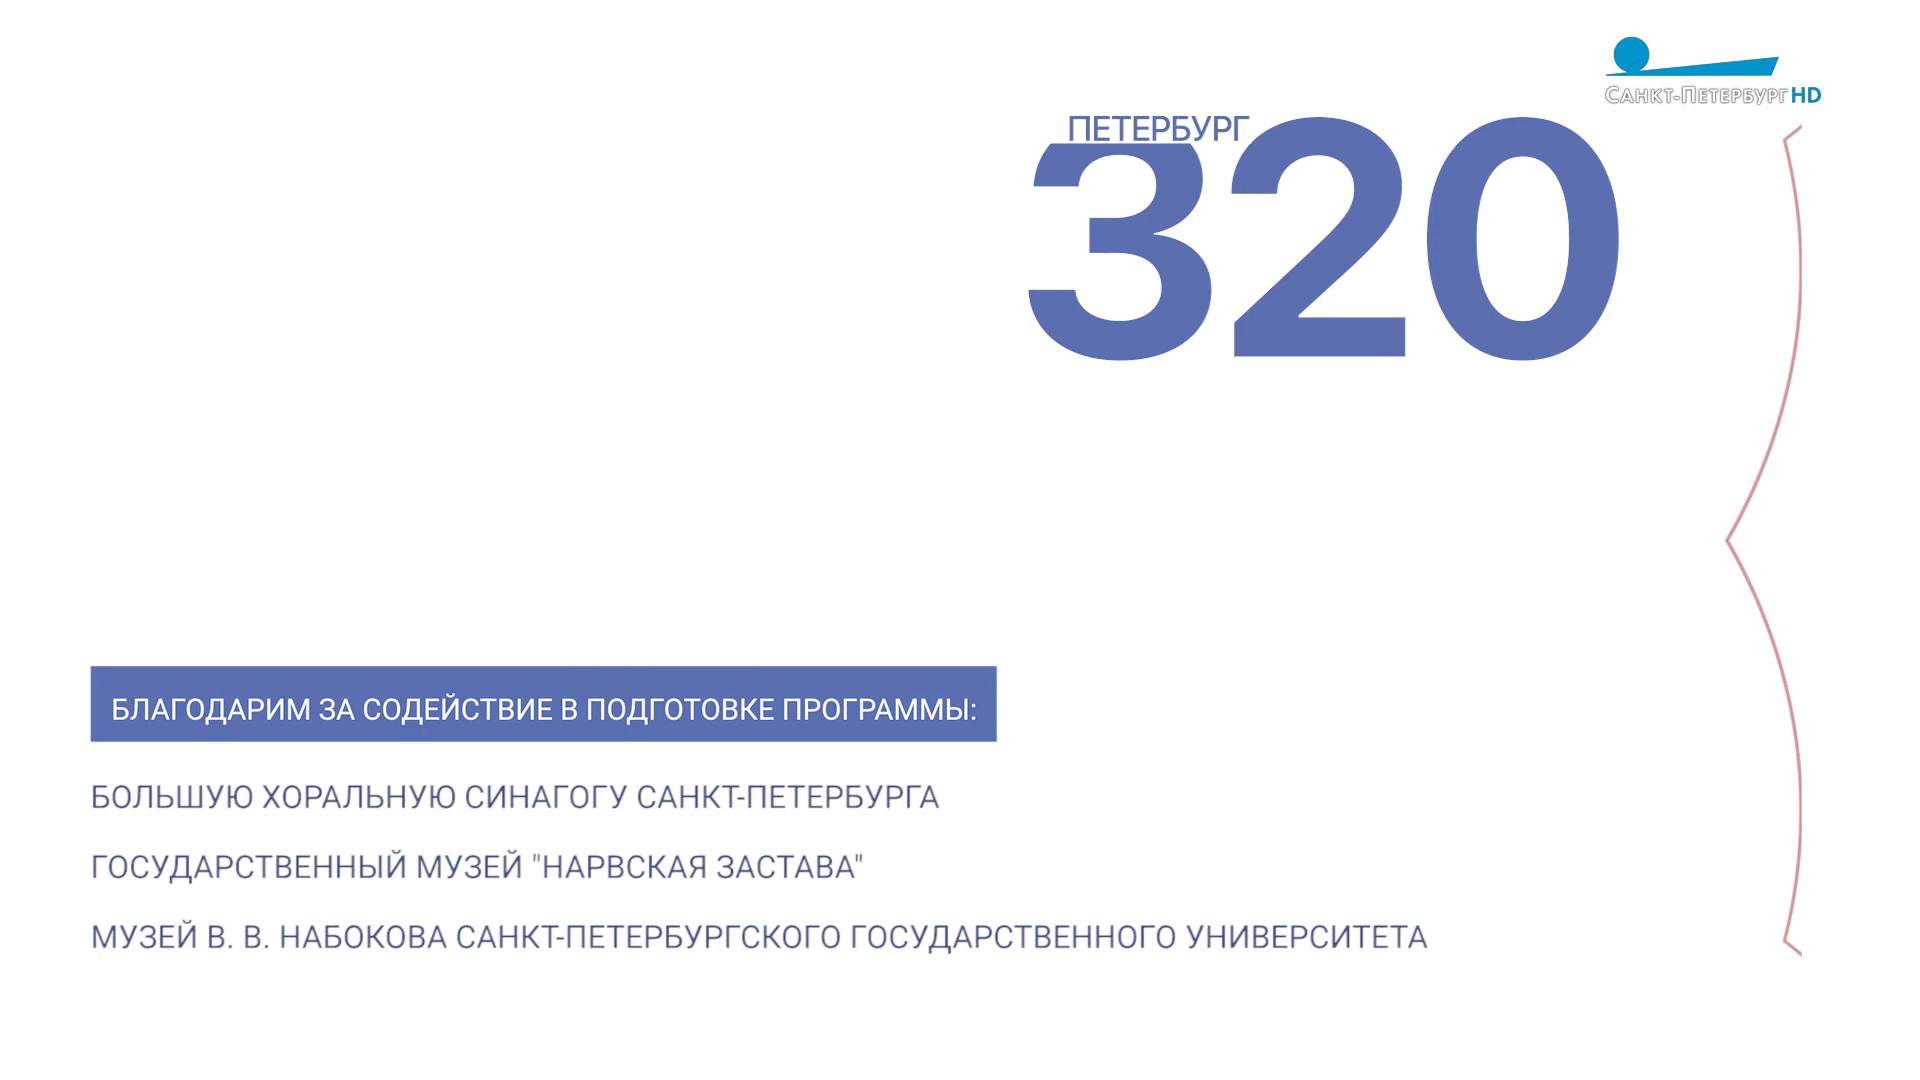 САНКТ-ПЕТЕРБУРГ HD
ПЕТЕРБУРГ
320
БЛАГОДАРИМ ЗА СОДЕЙСТВИЕ В ПОДГОТОВКЕ ПРОГРАММЫ:
БОЛЬШУЮ ХОРАЛЬНУЮ СИНАГОГУ САНКТ-ПЕТЕРБУРГА
ГОСУДАРСТВЕННЫЙ МУЗЕЙ "НАРВСКАЯ ЗАСТАВА"
МУЗЕЙ В. В. НАБОКОВА САНКТ-ПЕТЕРБУРГСКОГО ГОСУДАРСТВЕННОГО УНИВЕРСИТЕТА